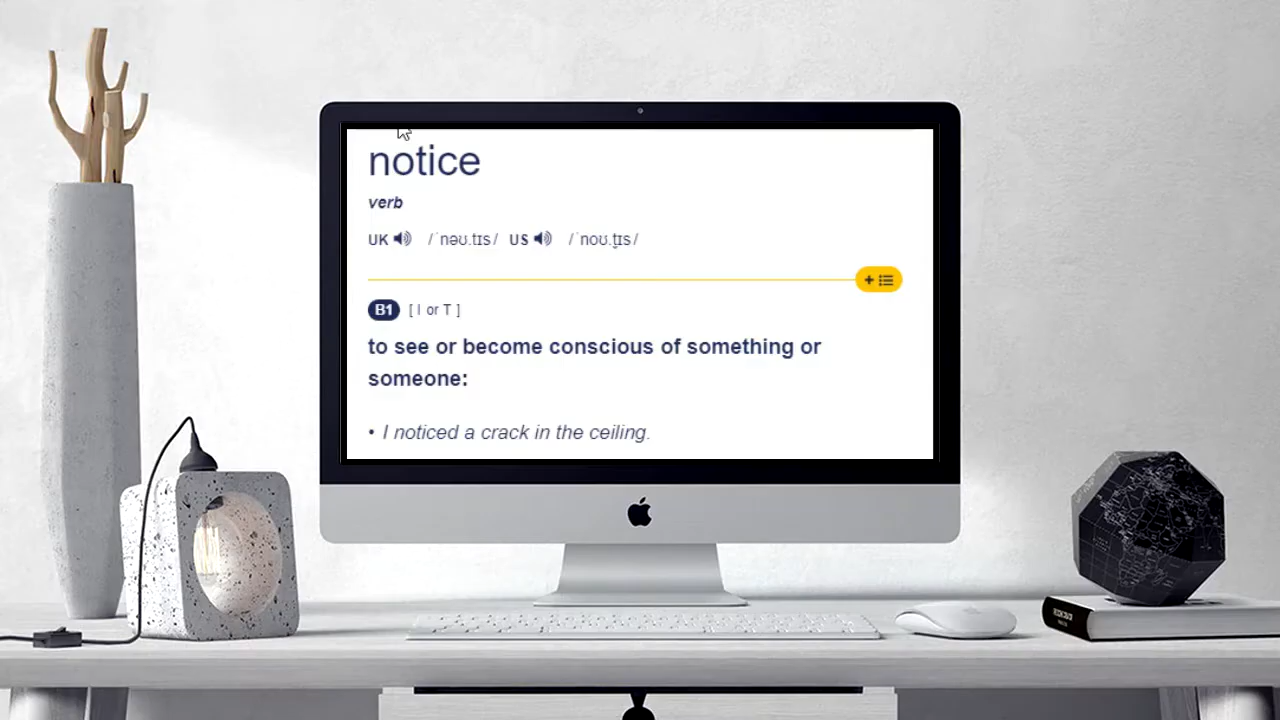 notice
verb
UK /ˈnəʊ.tɪs/ US /ˈnoʊ.t̬ɪs/
B1 [ I or T ]
to see or become conscious of something or
someone:
• I noticed a crack in the ceiling.